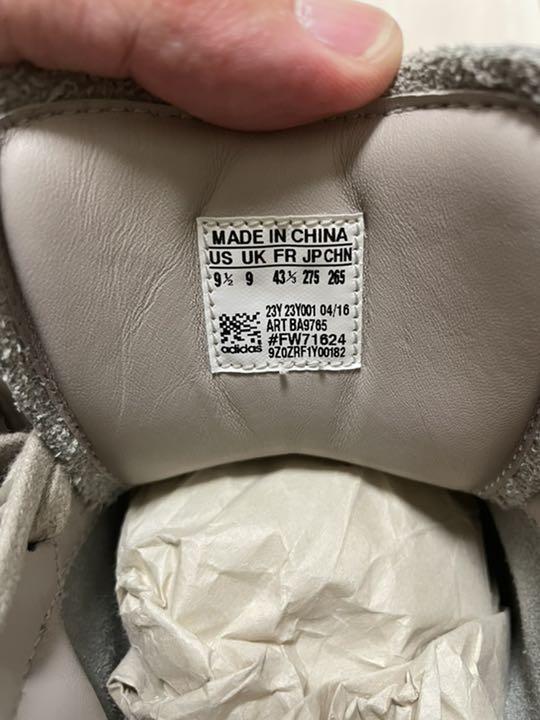 MADE IN CHINA
US UK FR JP CHN
9½ 9 43⅓ 275 265
23Y 23Y001 04/16
ART BA9765
#FW71624
9Z0ZRF1Y00182
adidas